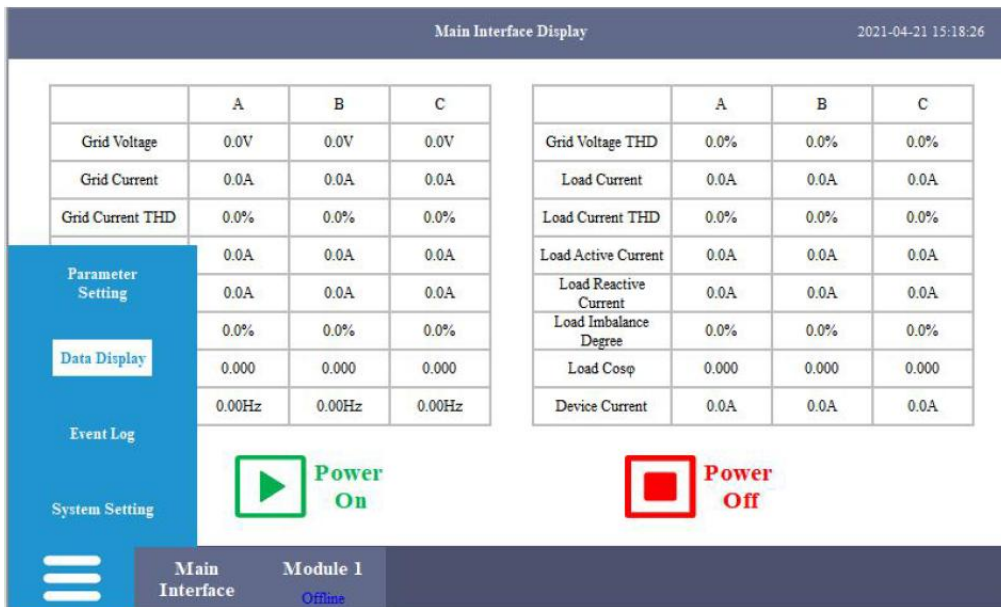 Main Interface Display 2021-04-21 15:18:26
A B C
Grid Voltage 0.0V 0.0V 0.0V
Grid Current 0.0A 0.0A 0.0A
Grid Current THD 0.0% 0.0% 0.0%
0.0A 0.0A 0.0A
0.0A 0.0A 0.0A
0.0% 0.0% 0.0%
0.000 0.000 0.000
0.00Hz 0.00Hz 0.00Hz
A B C
Grid Voltage THD 0.0% 0.0% 0.0%
Load Current 0.0A 0.0A 0.0A
Load Current THD 0.0% 0.0% 0.0%
Load Active Current 0.0A 0.0A 0.0A
Load Reactive
Current 0.0A 0.0A 0.0A
Load Imbalance
Degree 0.0% 0.0% 0.0%
Load Cosφ 0.000 0.000 0.000
Device Current 0.0A 0.0A 0.0A
Parameter
Setting
Data Display
Event Log
System Setting
Power
On
Power
Off
Main
Interface
Module 1
Offline